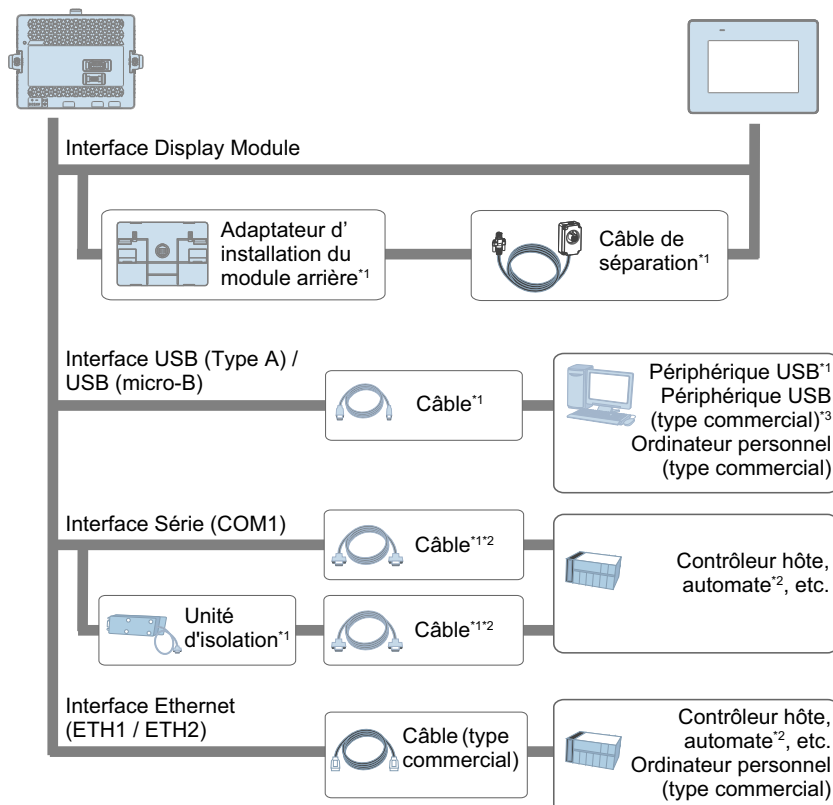 Interface Display Module
Adaptateur d'
installation du
module arrière*1
Câble de
séparation*1
Interface USB (Type A) /
USB (micro-B)
Câble*1
Périphérique USB*1
Périphérique USB
(type commercial)*3
Ordinateur personnel
(type commercial)
Interface Série (COM1)
Câble*1*2
Contrôleur hôte,
automate*2, etc.
Unité
d'isolation*1
Câble*1*2
Interface Ethernet
(ETH1 / ETH2)
Câble (type
commercial)
Contrôleur hôte,
automate*2, etc.
Ordinateur personnel
(type commercial)